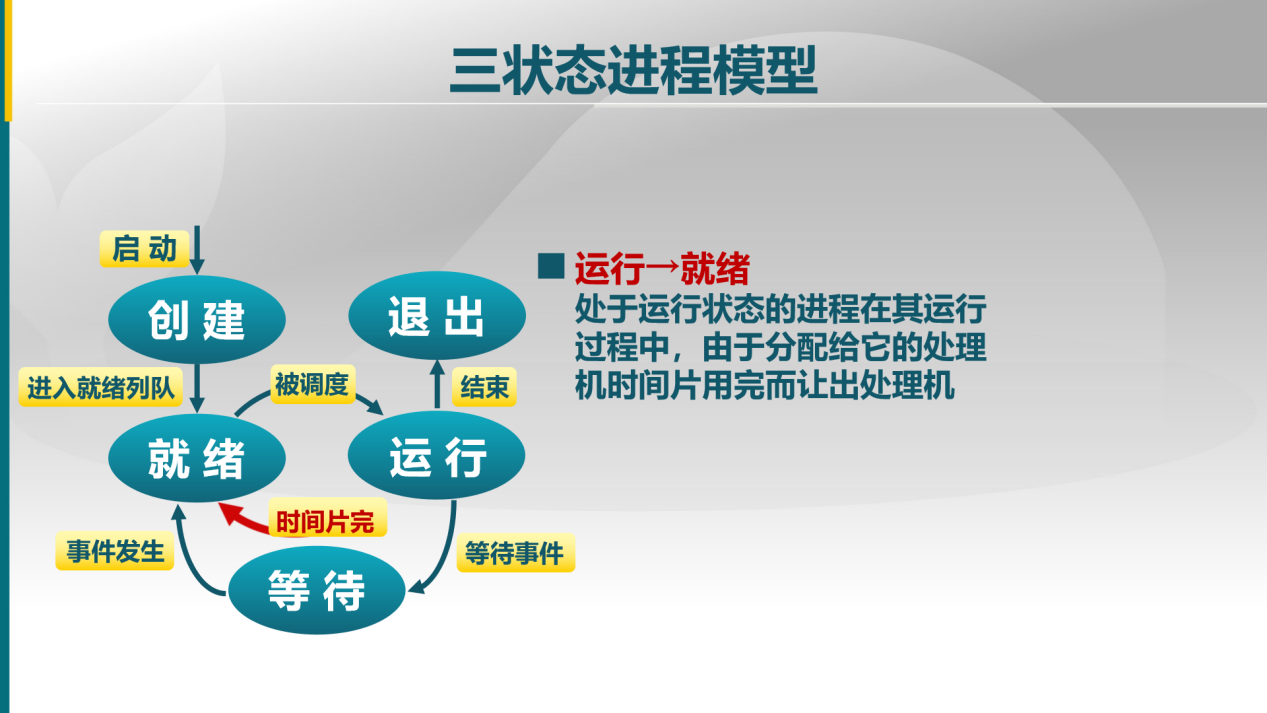 三状态进程模型
启 动
创 建
退 出
进入就绪列队
被调度
结束
就 绪
运 行
时间片完
事件发生
等待事件
等 待
运行→就绪
处于运行状态的进程在其运行
过程中，由于分配给它的处理
机时间片用完而让出处理机